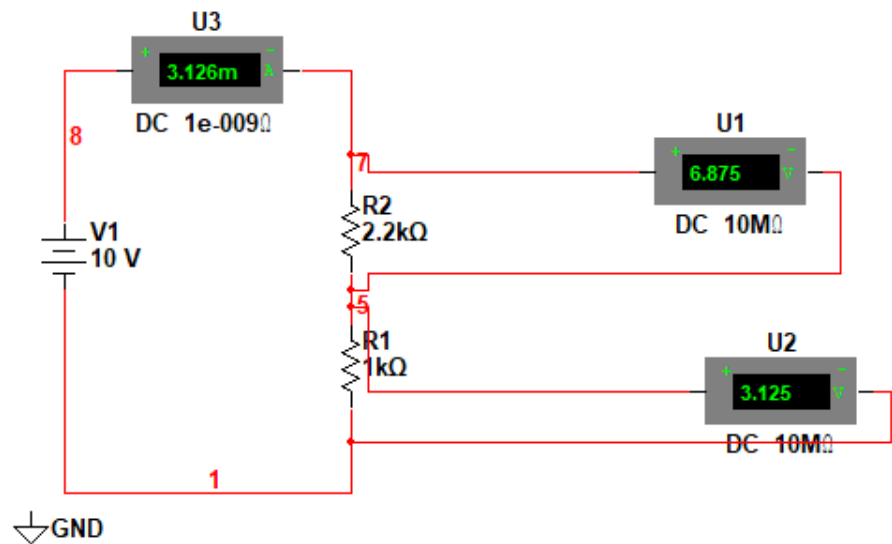 U3
+
-
3.126m
A
DC 1e-009Ω
8
7
U1
+
-
6.875
V
DC 10MΩ
R2
2.2kΩ
V1
10 V
5
R1
1kΩ
U2
+
-
3.125
V
DC 10MΩ
1
GND